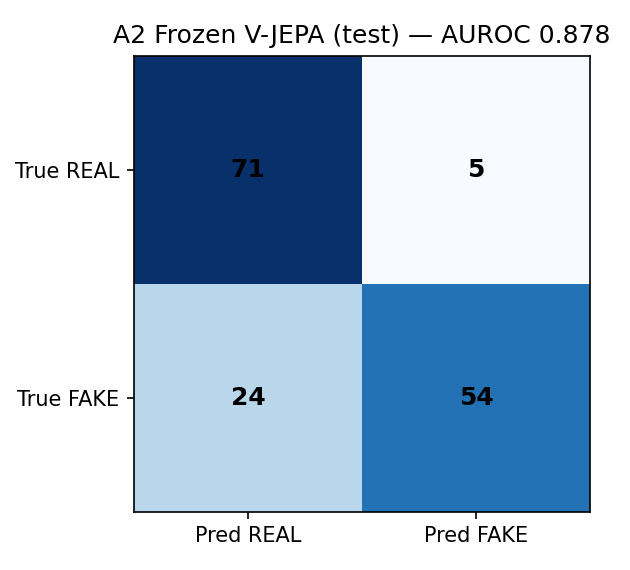 A2 Frozen V-JEPA (test) — AUROC 0.878
True REAL 71 5
True FAKE 24 54
Pred REAL Pred FAKE